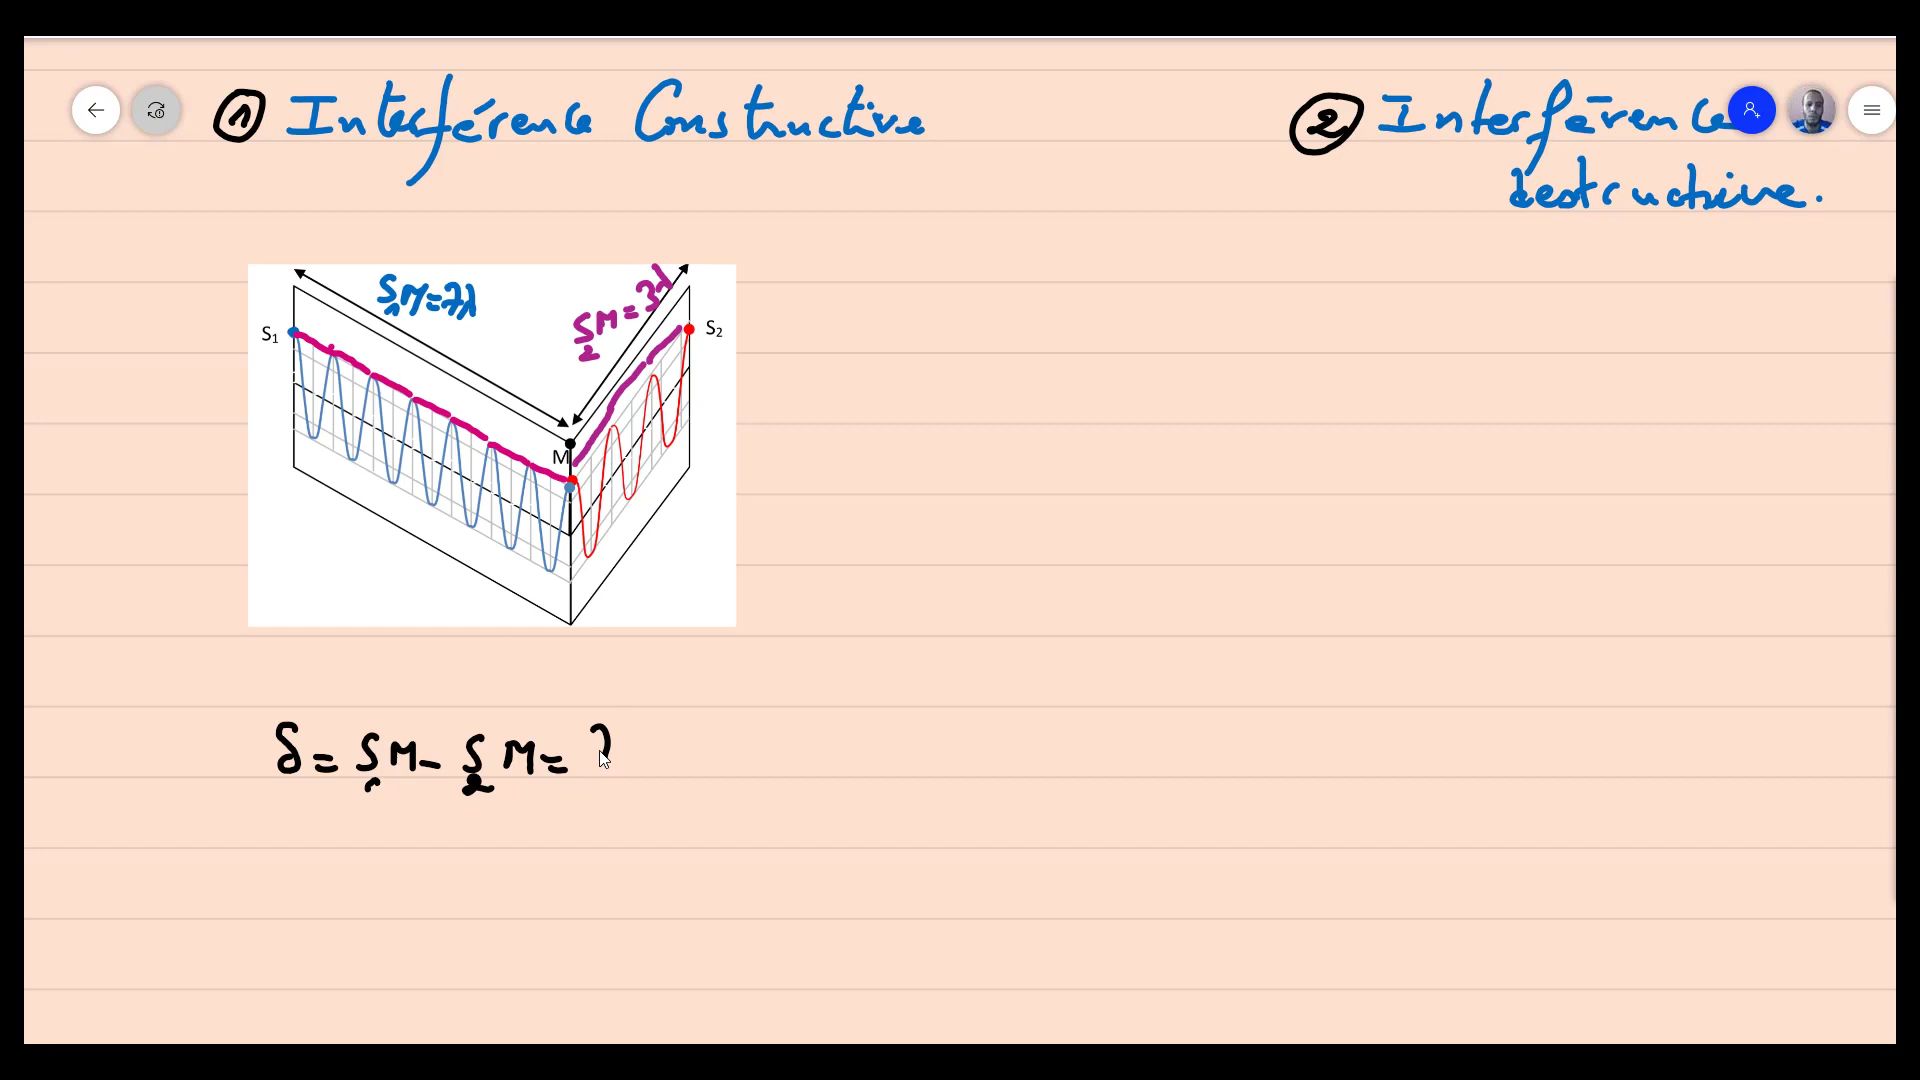 ① Interférence Constructive
② Interférence
destructive.
S₁M=7λ
S₂M=3λ
S₁
S₂
M
δ = S₁M - S₂M =